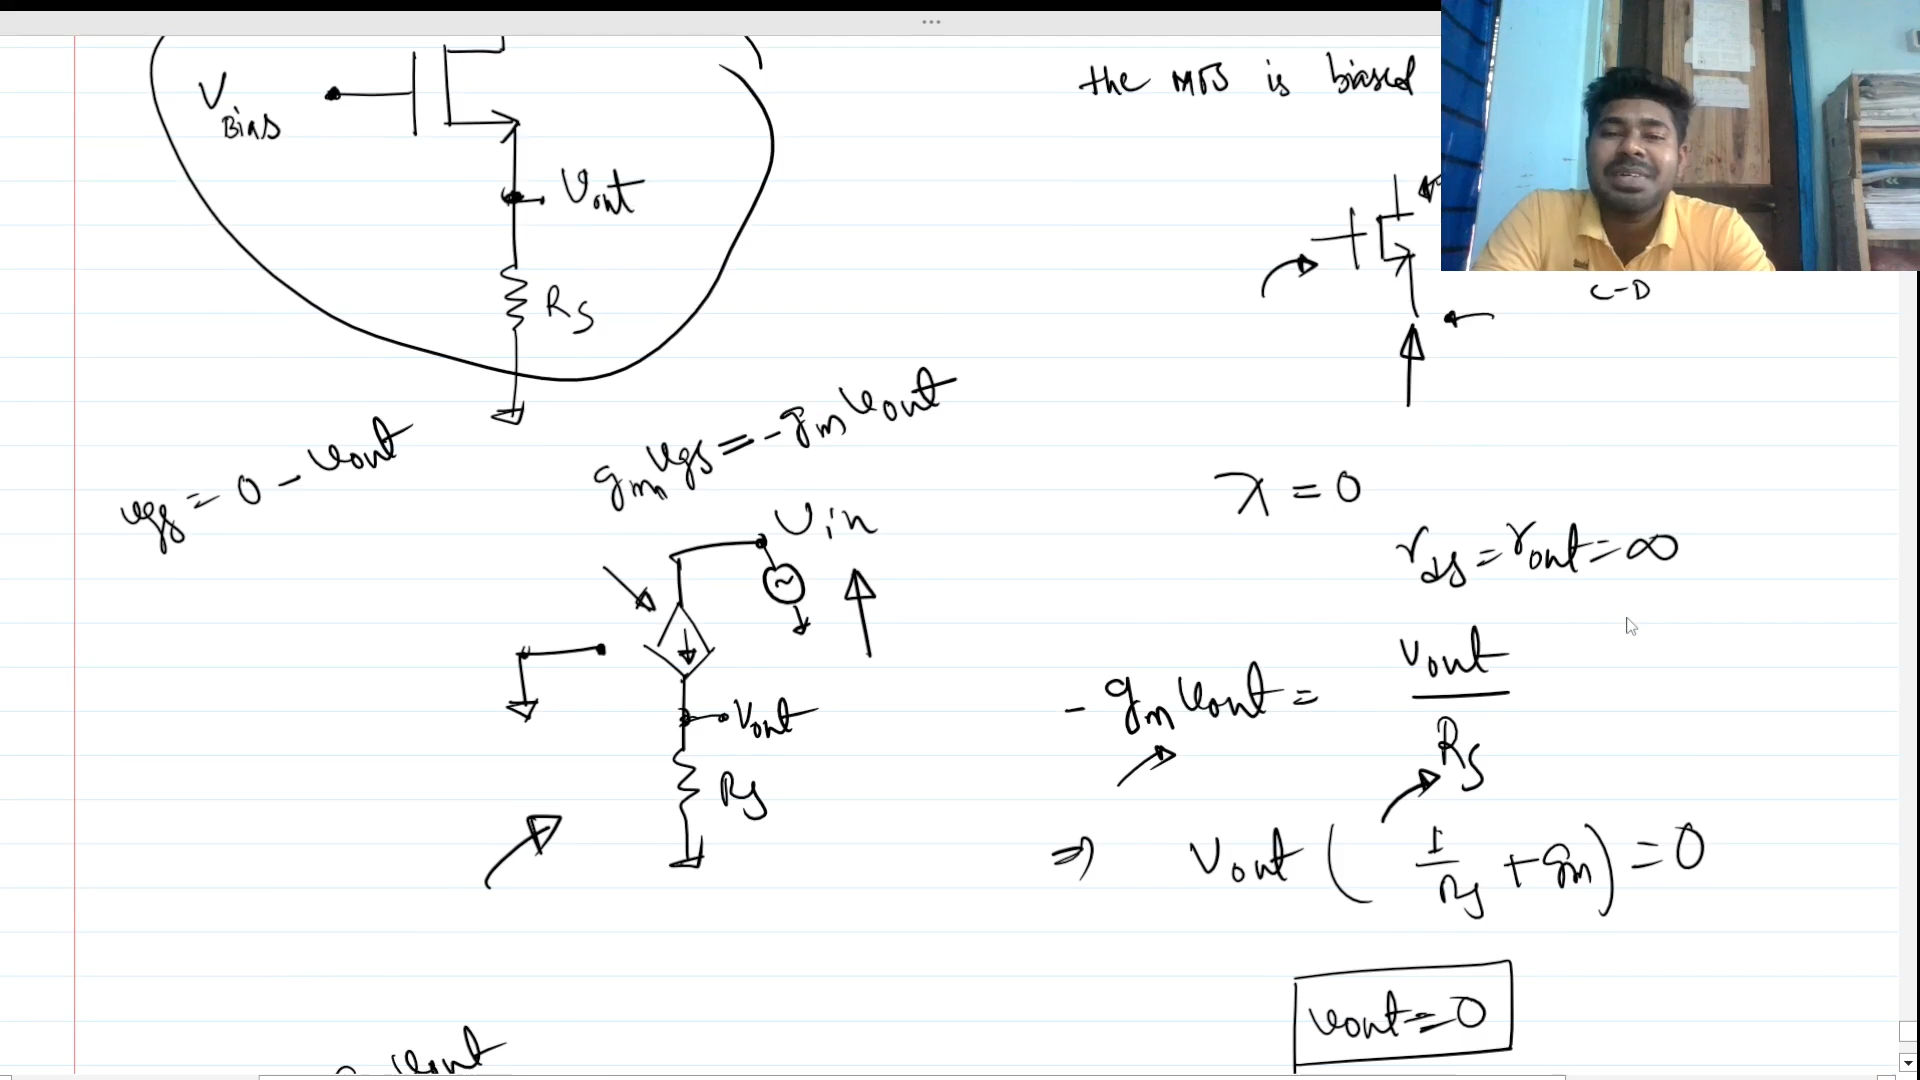 the MOS is biased
V Bias
Vout
Rs
C-D
vgs = 0 - vout
gm vgs = -gm vout
λ = 0
Vin
rds = rout = ∞
-gm vout = vout / Rs
Vout
Rs
⇒ Vout ( 1/Rs + gm ) = 0
vout = 0
vout